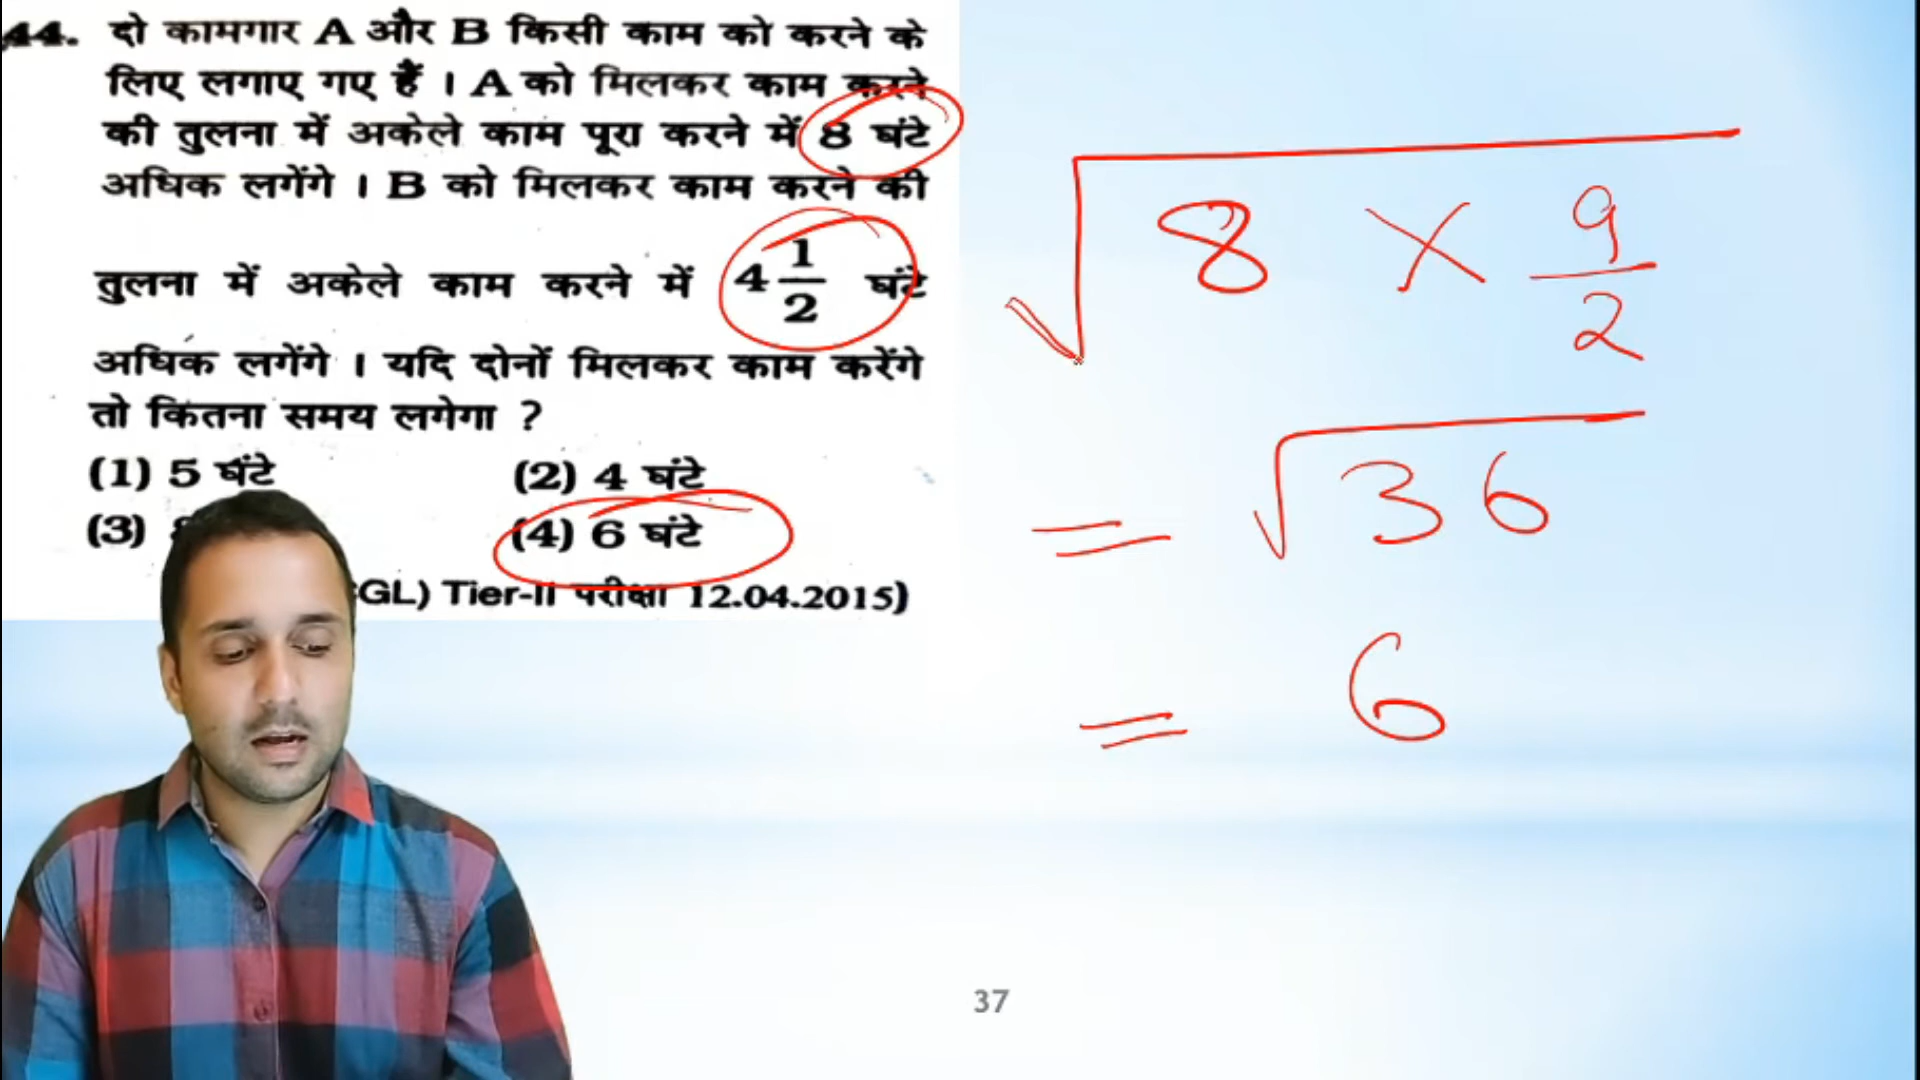 44. दो कामगार A और B किसी काम को करने के
लिए लगाए गए हैं । A को मिलकर काम करने
की तुलना में अकेले काम पूरा करने में 8 घंटे
अधिक लगेंगे । B को मिलकर काम करने की
तुलना में अकेले काम करने में 4 1/2 घंटे
अधिक लगेंगे । यदि दोनों मिलकर काम करेंगे
तो कितना समय लगेगा ?
(1) 5 घंटे (2) 4 घंटे
(3) (4) 6 घंटे
GL) Tier-II परीक्षा 12.04.2015)
√8 × 9/2
= √36
= 6
37